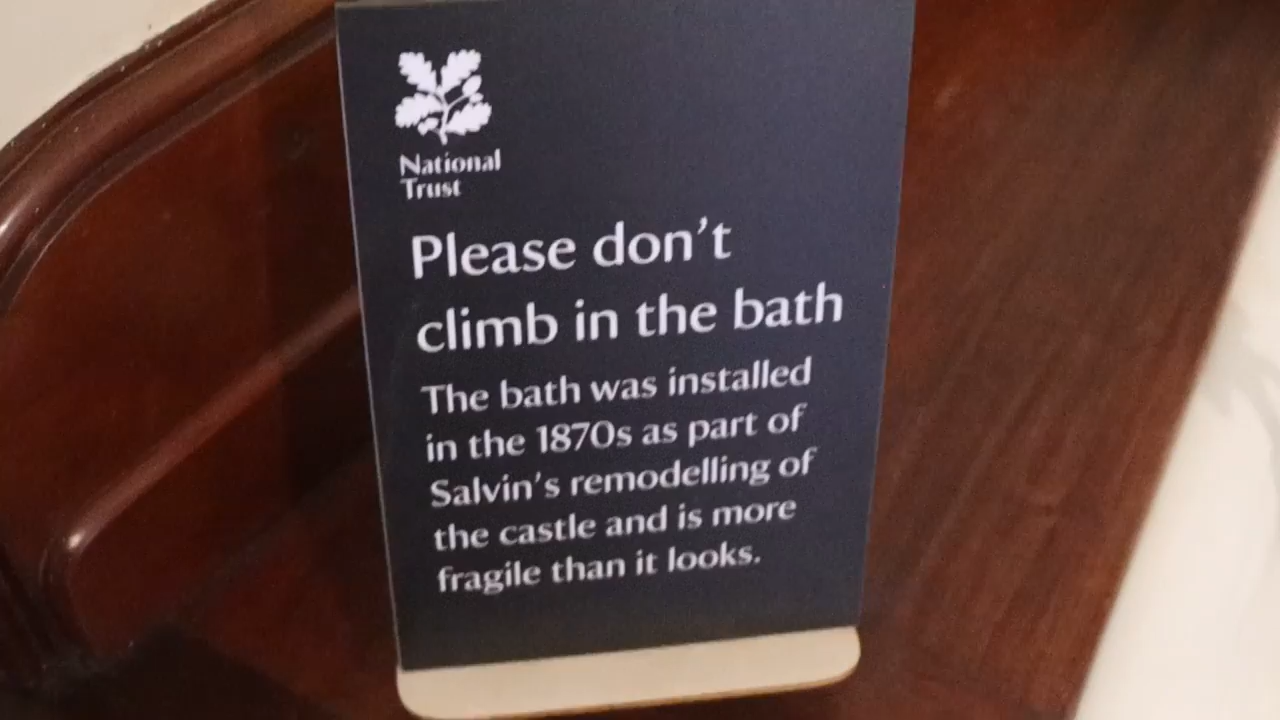 National
Trust
Please don't
climb in the bath
The bath was installed
in the 1870s as part of
Salvin's remodelling of
the castle and is more
fragile than it looks.